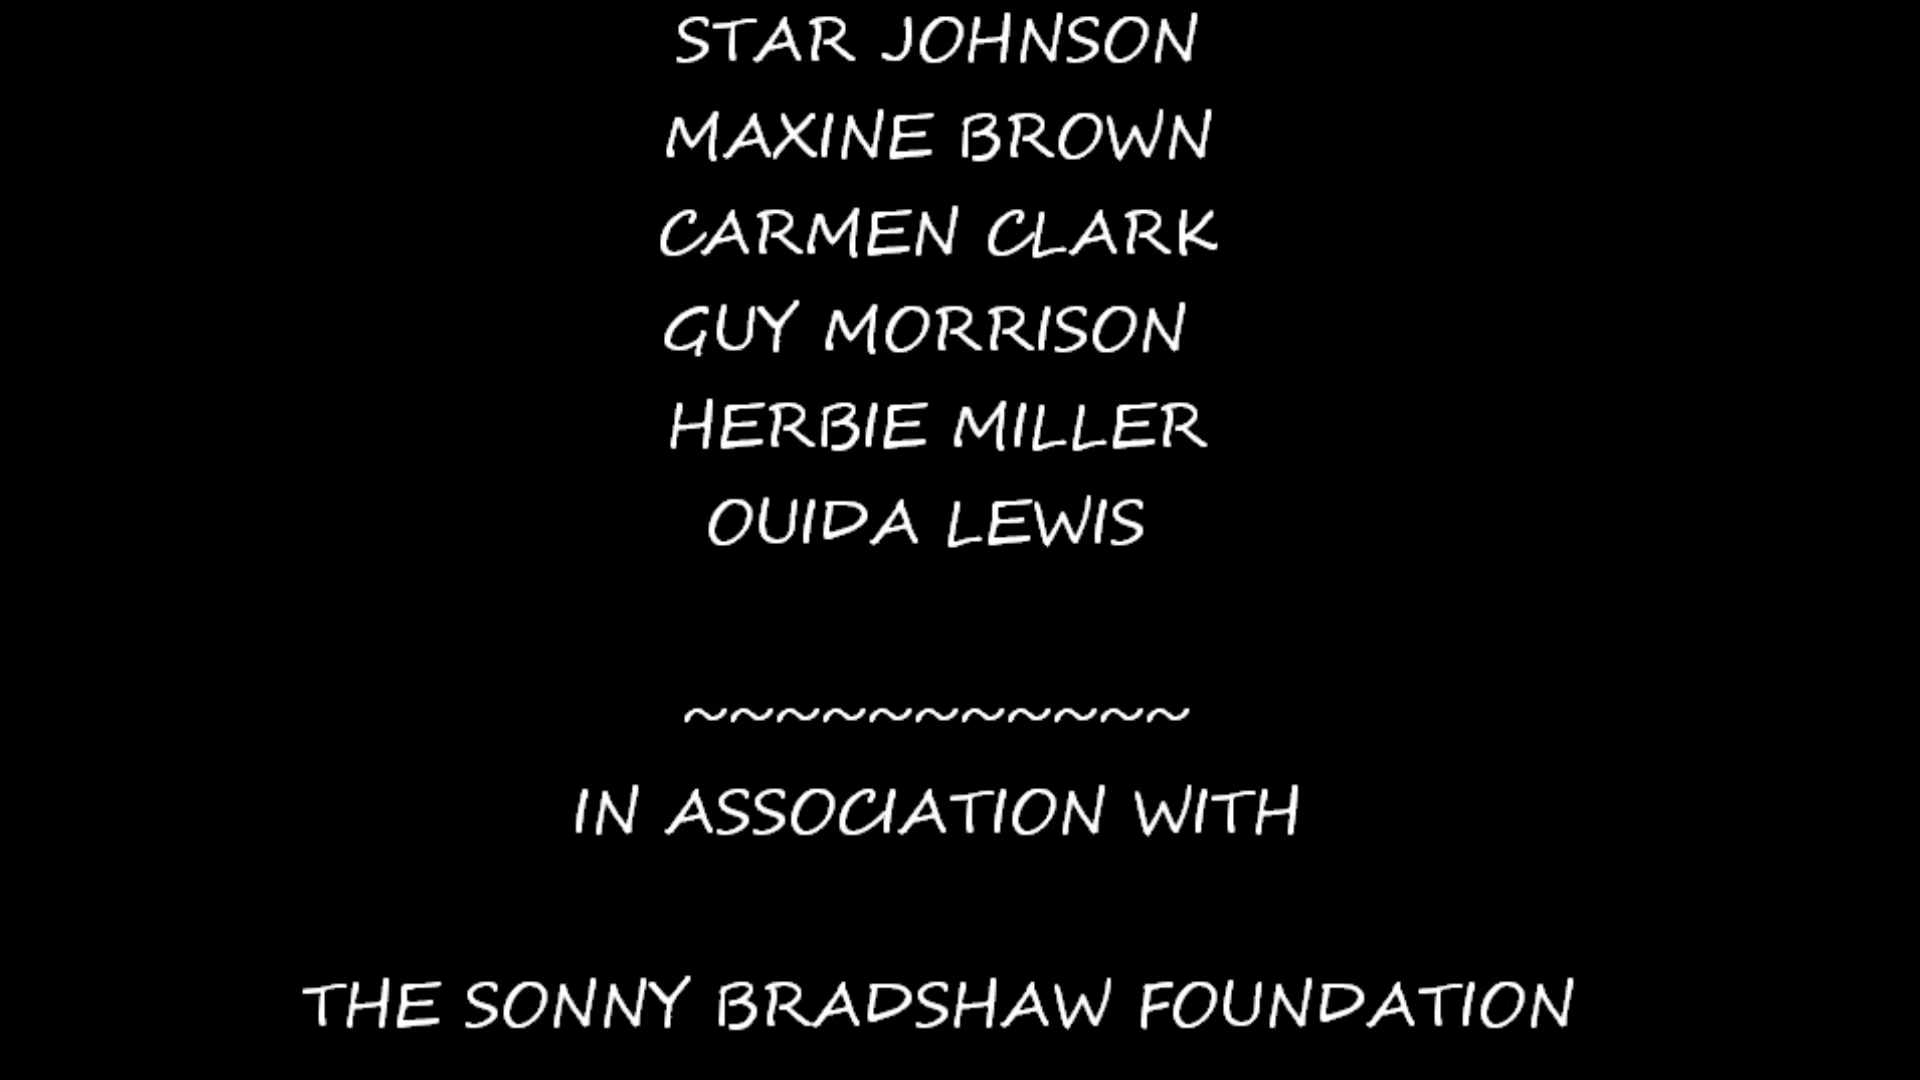 STAR JOHNSON
MAXINE BROWN
CARMEN CLARK
GUY MORRISON
HERBIE MILLER
OUIDA LEWIS
~~~~~~~~~~~
IN ASSOCIATION WITH
THE SONNY BRADSHAW FOUNDATION